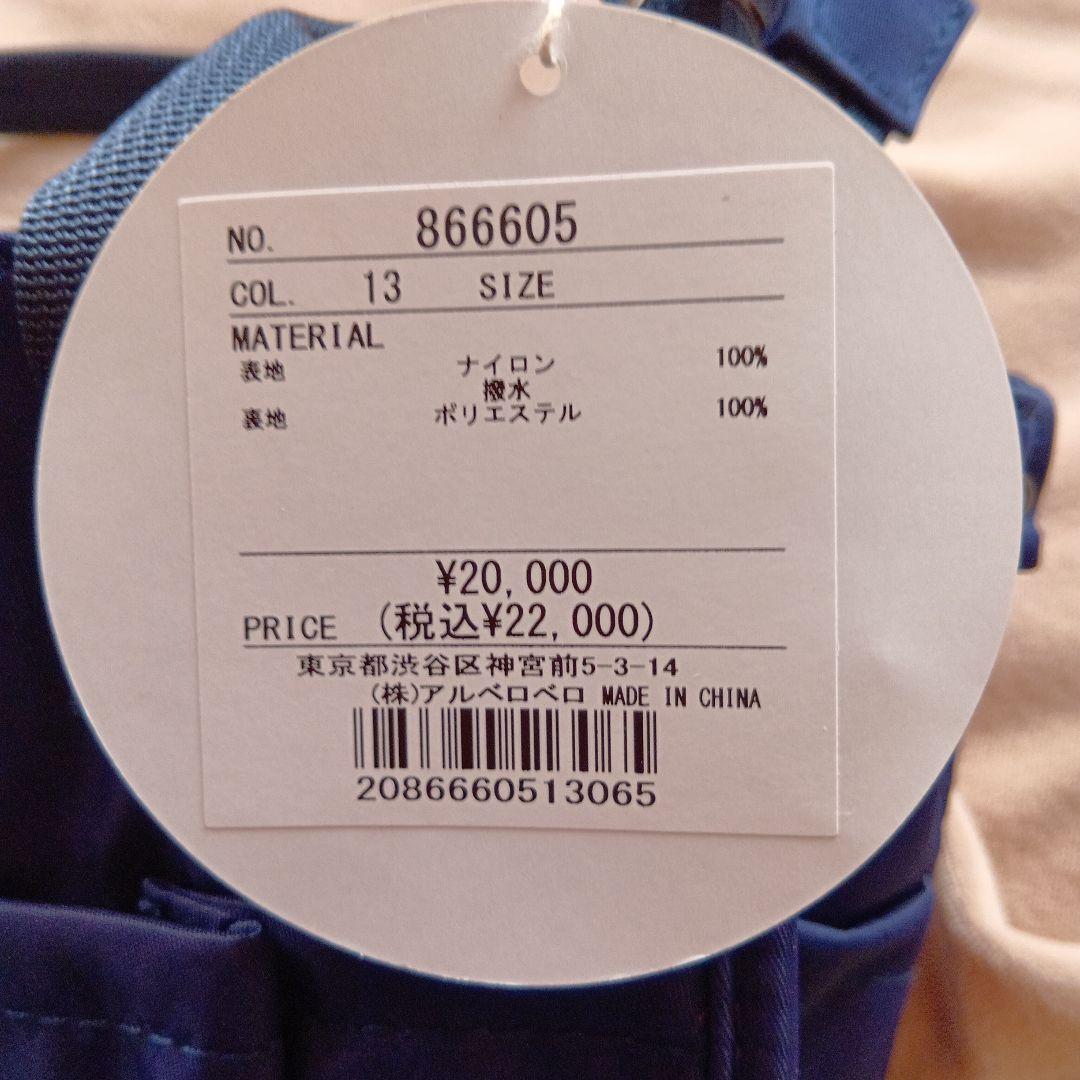 NO. 866605
COL. 13 SIZE
MATERIAL
表地 ナイロン 100%
撥水
裏地 ポリエステル 100%
¥20,000
PRICE (税込¥22,000)
東京都渋谷区神宮前5-3-14
(株)アルベロベロ MADE IN CHINA
2086660513065